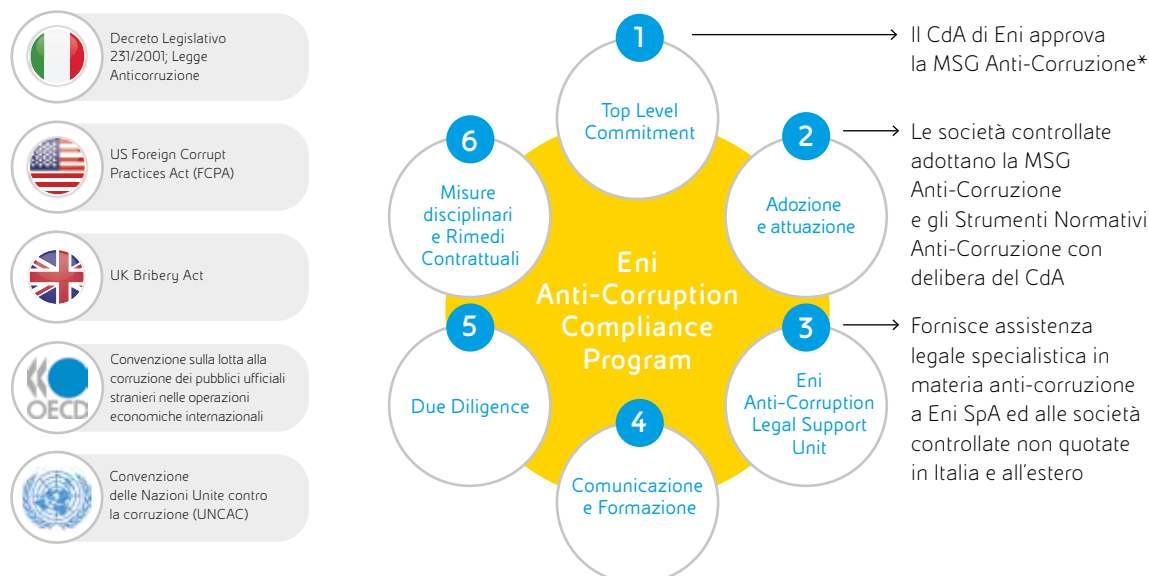 Decreto Legislativo
231/2001; Legge
Anticorruzione
US Foreign Corrupt
Practices Act (FCPA)
UK Bribery Act
OECD
Convenzione sulla lotta alla
corruzione dei pubblici ufficiali
stranieri nelle operazioni
economiche internazionali
Convenzione
delle Nazioni Unite contro
la corruzione (UNCAC)
Eni
Anti-Corruption
Compliance
Program
1
Top Level
Commitment
Il CdA di Eni approva
la MSG Anti-Corruzione*
2
Adozione
e attuazione
Le società controllate
adottano la MSG
Anti-Corruzione
e gli Strumenti Normativi
Anti-Corruzione con
delibera del CdA
3
Eni
Anti-Corruption
Legal Support
Unit
Fornisce assistenza
legale specialistica in
materia anti-corruzione
a Eni SpA ed alle società
controllate non quotate
in Italia e all'estero
4
Comunicazione
e Formazione
5
Due Diligence
6
Misure
disciplinari
e Rimedi
Contrattuali